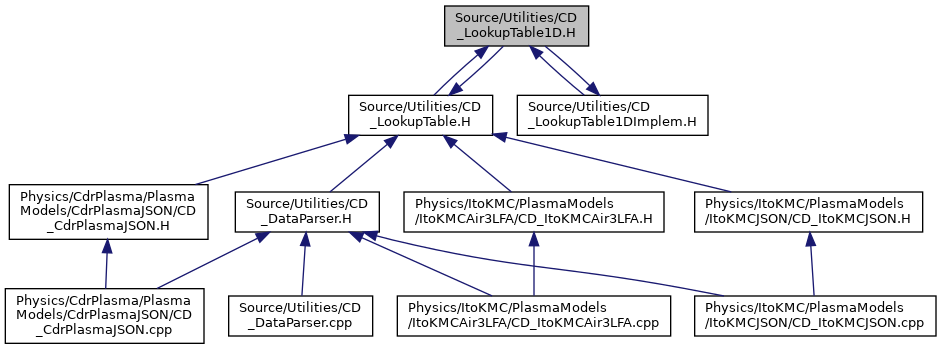 Source/Utilities/CD
_LookupTable1D.H
Source/Utilities/CD
_LookupTable.H
Source/Utilities/CD
_LookupTable1DImplem.H
Physics/CdrPlasma/Plasma
Models/CdrPlasmaJSON/CD
_CdrPlasmaJSON.H
Source/Utilities/CD
_DataParser.H
Physics/ItoKMC/PlasmaModels
/ItoKMCAir3LFA/CD_ItoKMCAir3LFA.H
Physics/ItoKMC/PlasmaModels
/ItoKMCJSON/CD_ItoKMCJSON.H
Physics/CdrPlasma/Plasma
Models/CdrPlasmaJSON/CD
_CdrPlasmaJSON.cpp
Source/Utilities/CD
_DataParser.cpp
Physics/ItoKMC/PlasmaModels
/ItoKMCAir3LFA/CD_ItoKMCAir3LFA.cpp
Physics/ItoKMC/PlasmaModels
/ItoKMCJSON/CD_ItoKMCJSON.cpp